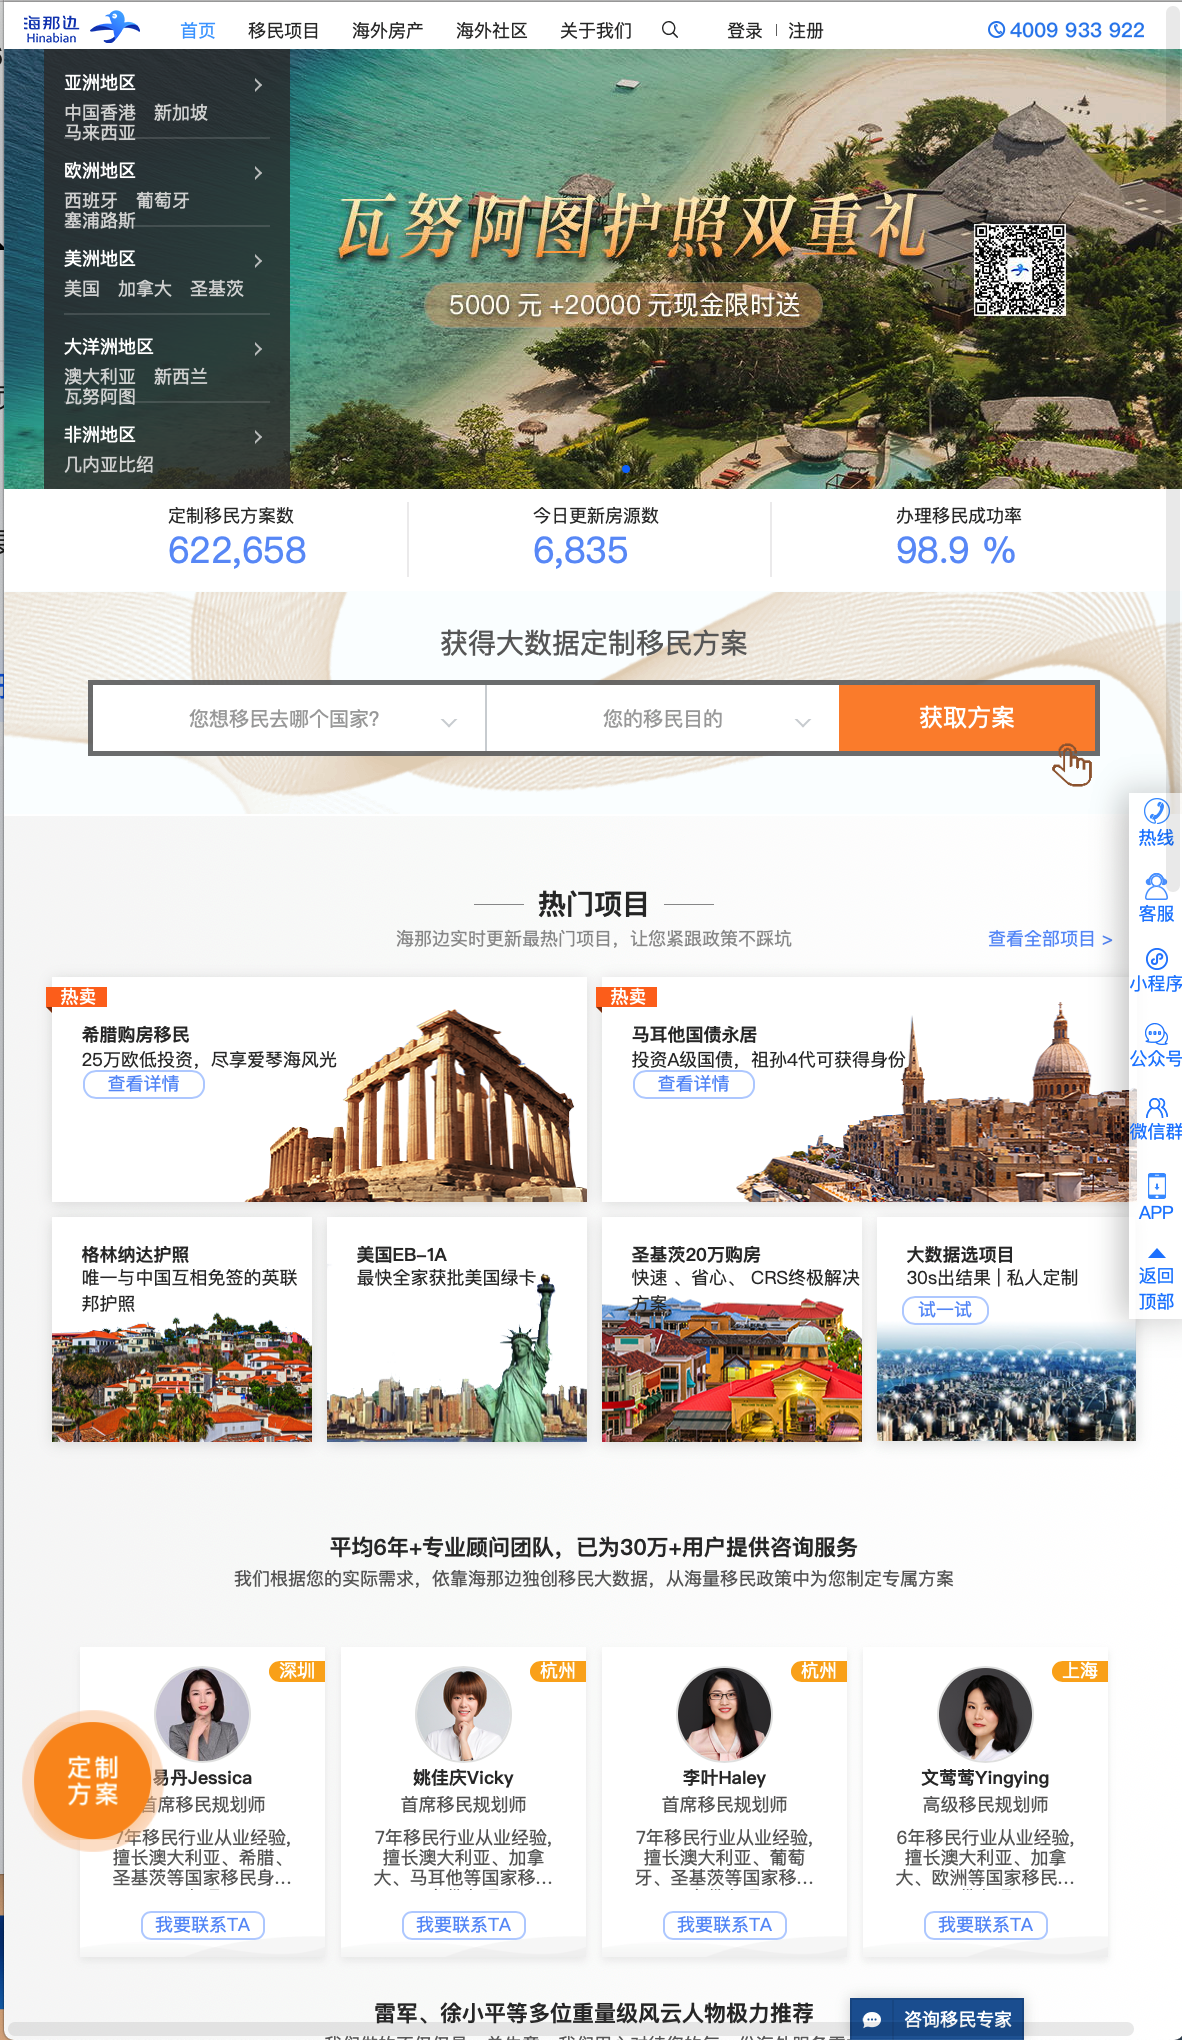 海那边
Hinabian
首页 移民项目 海外房产 海外社区 关于我们 登录 注册 4009 933 922
亚洲地区
中国香港 新加坡
马来西亚
欧洲地区
西班牙 葡萄牙
塞浦路斯
美洲地区
美国 加拿大 圣基茨
大洋洲地区
澳大利亚 新西兰
瓦努阿图
非洲地区
几内亚比绍
瓦努阿图护照双重礼
5000 元 +20000 元现金限时送
定制移民方案数 今日更新房源数 办理移民成功率
622,658 6,835 98.9 %
获得大数据定制移民方案
您想移民去哪个国家? 您的移民目的 获取方案
热线
客服
小程序
公众号
微信群
APP
返回
顶部
热门项目
海那边实时更新最热门项目，让您紧跟政策不踩坑 查看全部项目 >
热卖
希腊购房移民
25万欧低投资，尽享爱琴海风光
查看详情
热卖
马耳他国债永居
投资A级国债，祖孙4代可获得身份
查看详情
格林纳达护照
唯一与中国互相免签的英联
邦护照
美国EB-1A
最快全家获批美国绿卡
圣基茨20万购房
快速 、省心、 CRS终极解决
方案
大数据选项目
30s出结果 | 私人定制
试一试
平均6年+专业顾问团队，已为30万+用户提供咨询服务
我们根据您的实际需求，依靠海那边独创移民大数据，从海量移民政策中为您制定专属方案
深圳
易丹Jessica
首席移民规划师
7年移民行业从业经验,
擅长澳大利亚、希腊、
圣基茨等国家移民身…
我要联系TA
杭州
姚佳庆Vicky
首席移民规划师
7年移民行业从业经验,
擅长澳大利亚、加拿
大、马耳他等国家移…
我要联系TA
杭州
李叶Haley
首席移民规划师
7年移民行业从业经验,
擅长澳大利亚、葡萄
牙、圣基茨等国家移…
我要联系TA
上海
文莺莺Yingying
高级移民规划师
6年移民行业从业经验,
擅长澳大利亚、加拿
大、欧洲等国家移民…
我要联系TA
定制
方案
雷军、徐小平等多位重量级风云人物极力推荐
咨询移民专家